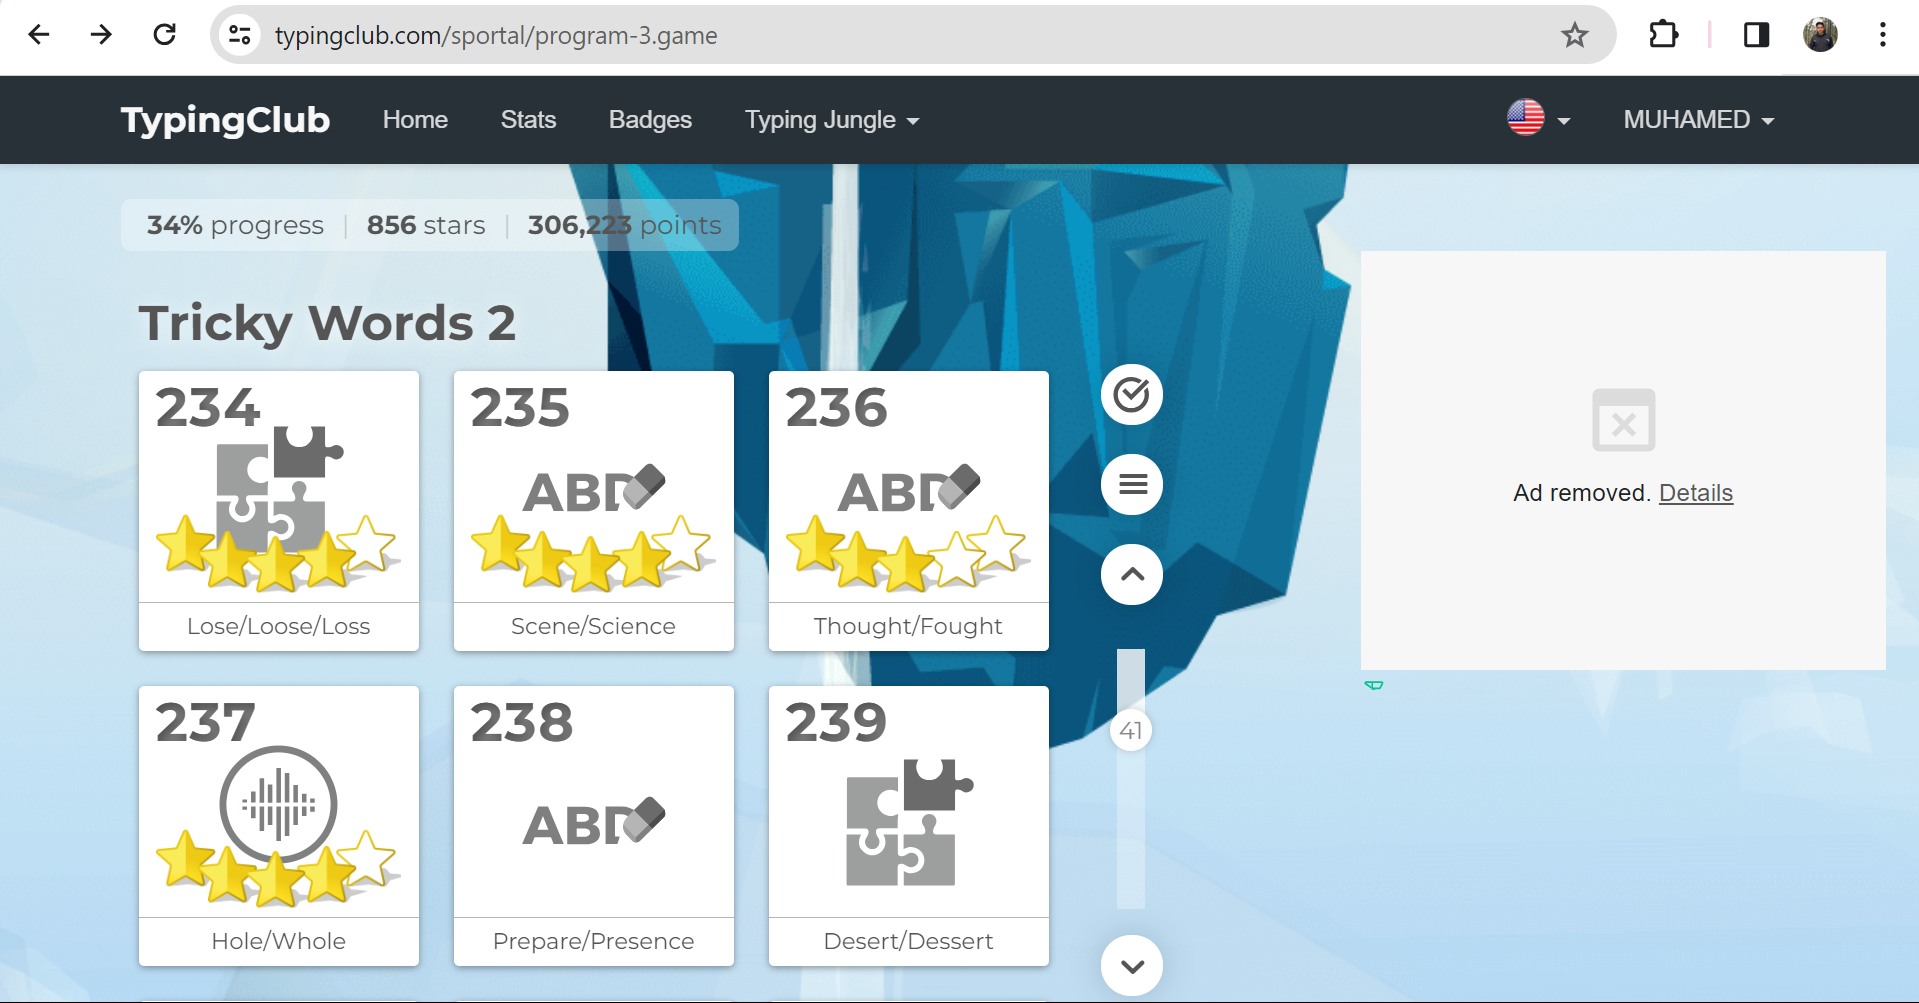 typingclub.com/sportal/program-3.game
TypingClub Home Stats Badges Typing Jungle MUHAMED
34% progress 856 stars 306,223 points
Tricky Words 2
234 235 236
ABD ABD
Lose/Loose/Loss Scene/Science Thought/Fought
237 238 239
ABD
Hole/Whole Prepare/Presence Desert/Dessert
41
Ad removed. Details